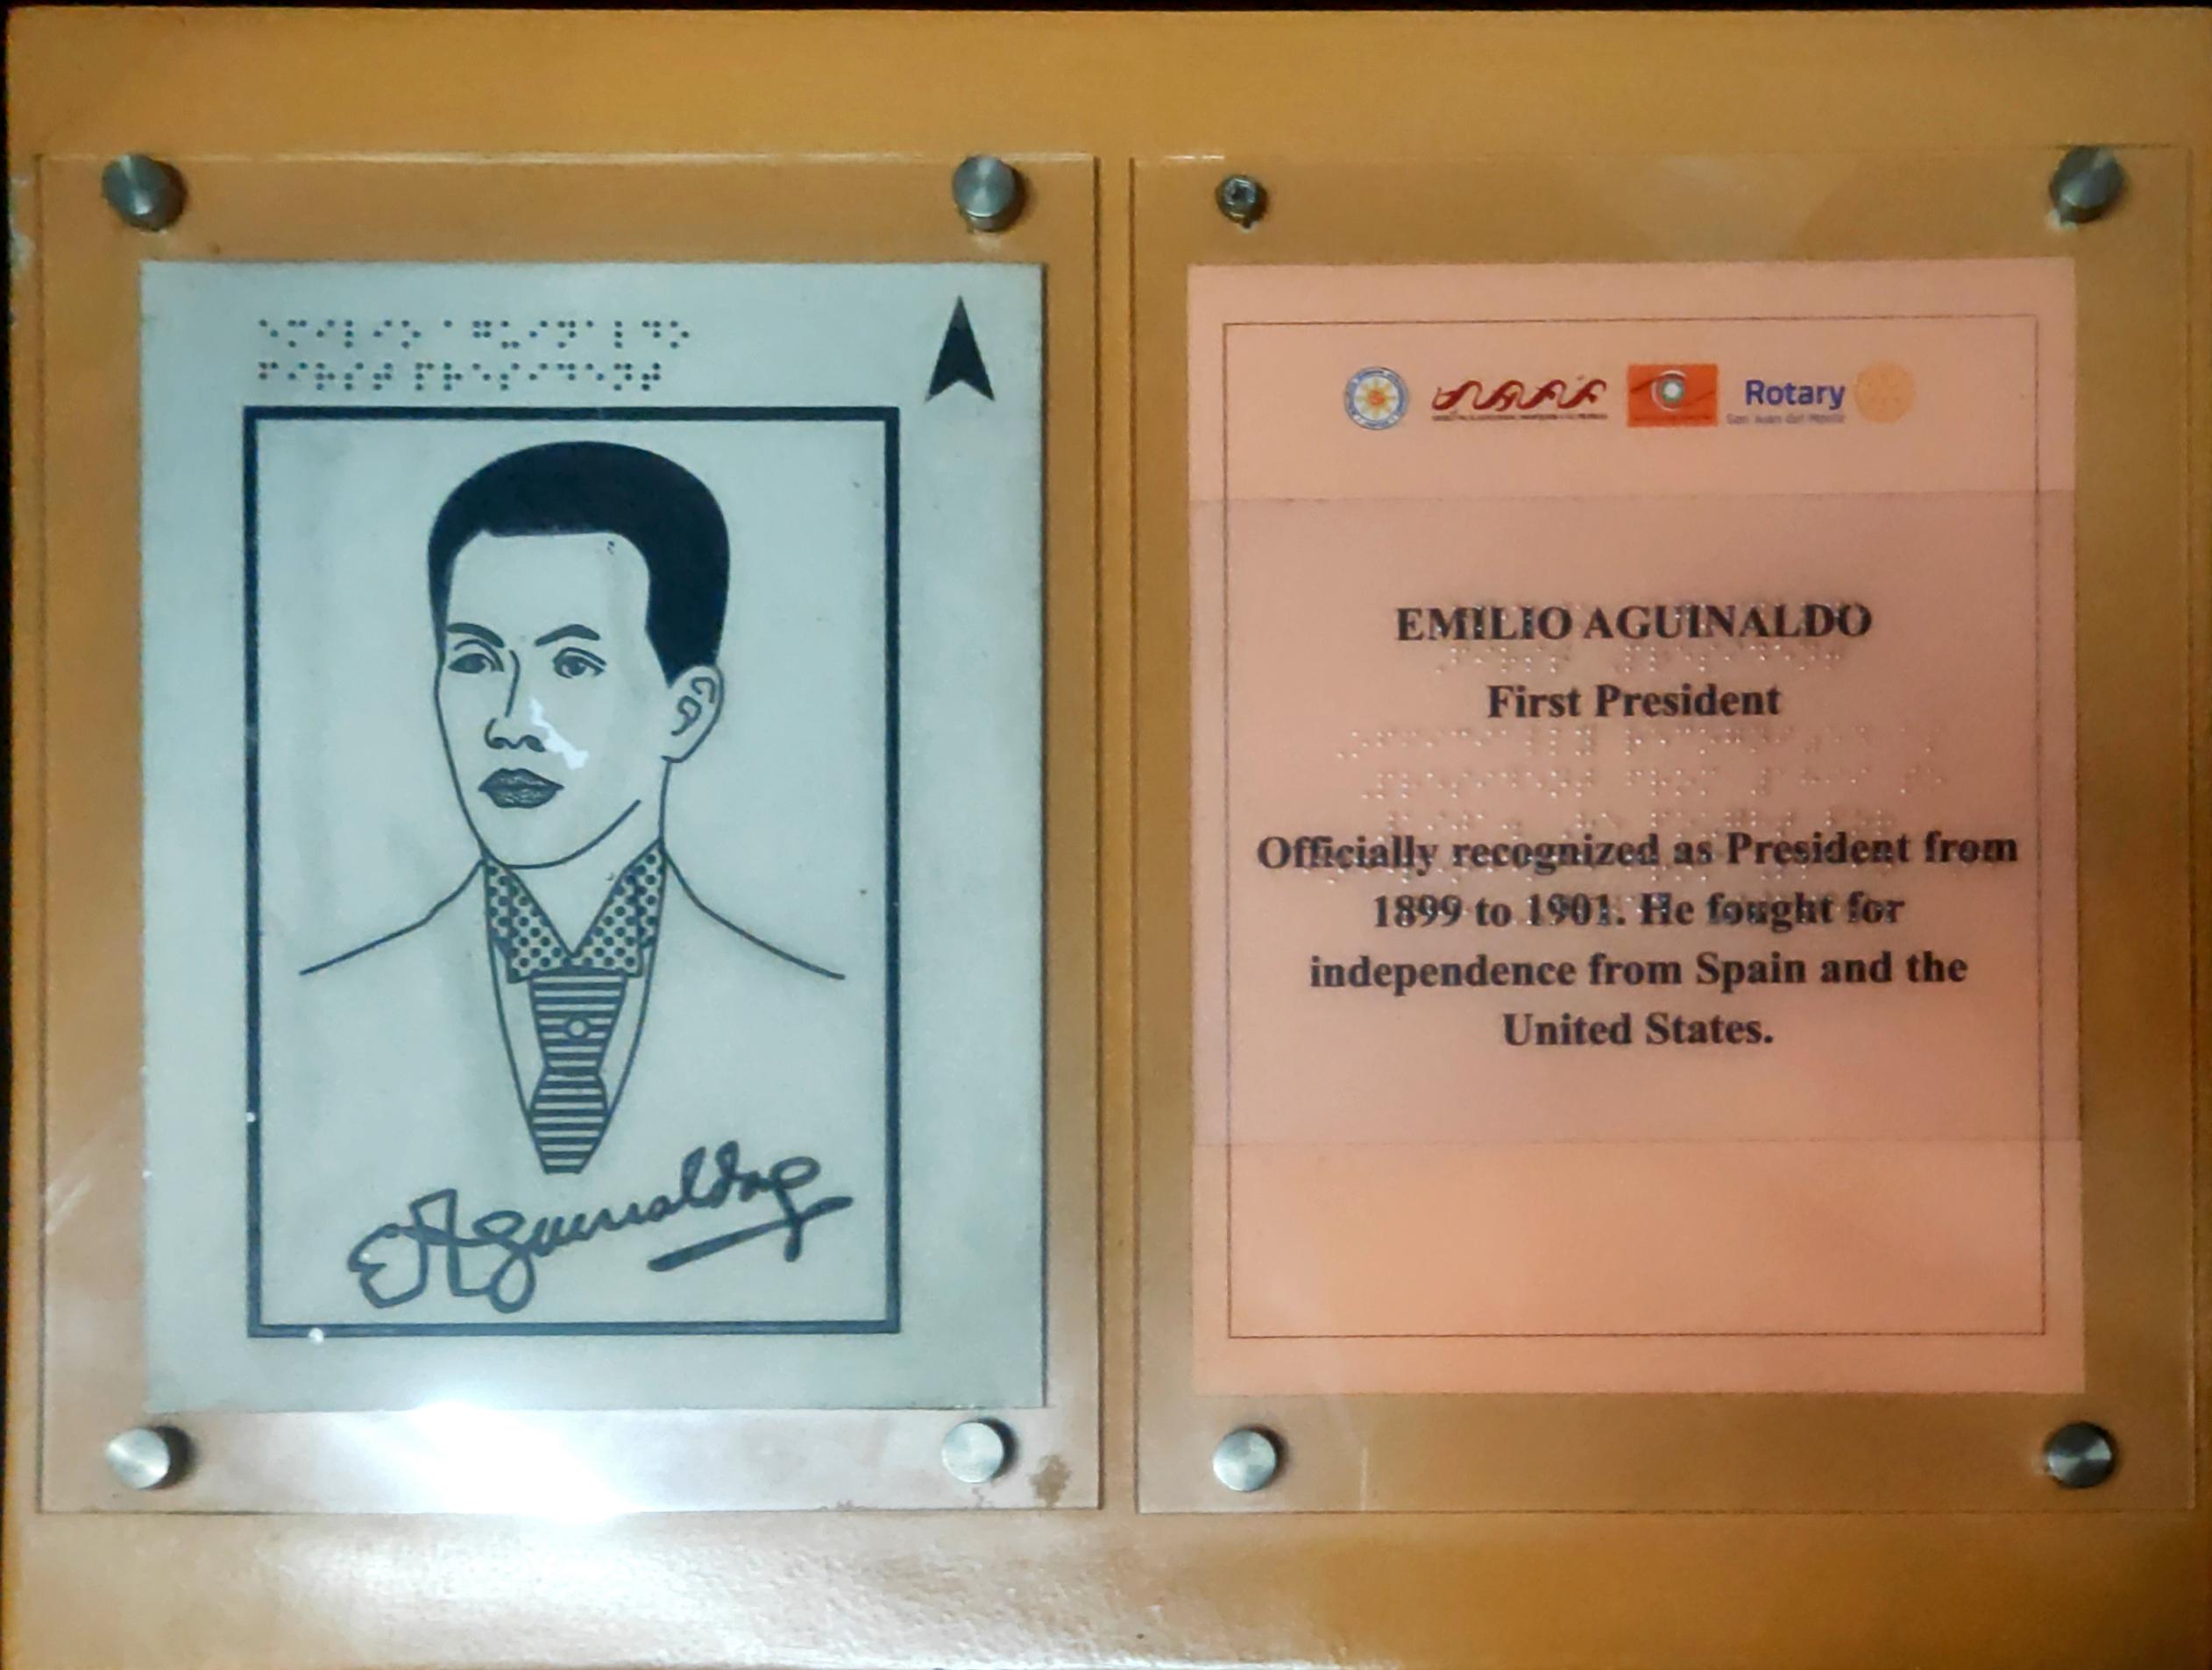 ⠑⠍⠊⠇⠊⠕ ⠁⠛⠥⠊⠝⠁⠇⠙⠕
⠋⠊⠗⠎⠞ ⠏⠗⠑⠎⠊⠙⠑⠝⠞
EAguinaldo
Rotary
San Juan del Monte
EMILIO AGUINALDO
First President
Officially recognized as President from
1899 to 1901. He fought for
independence from Spain and the
United States.